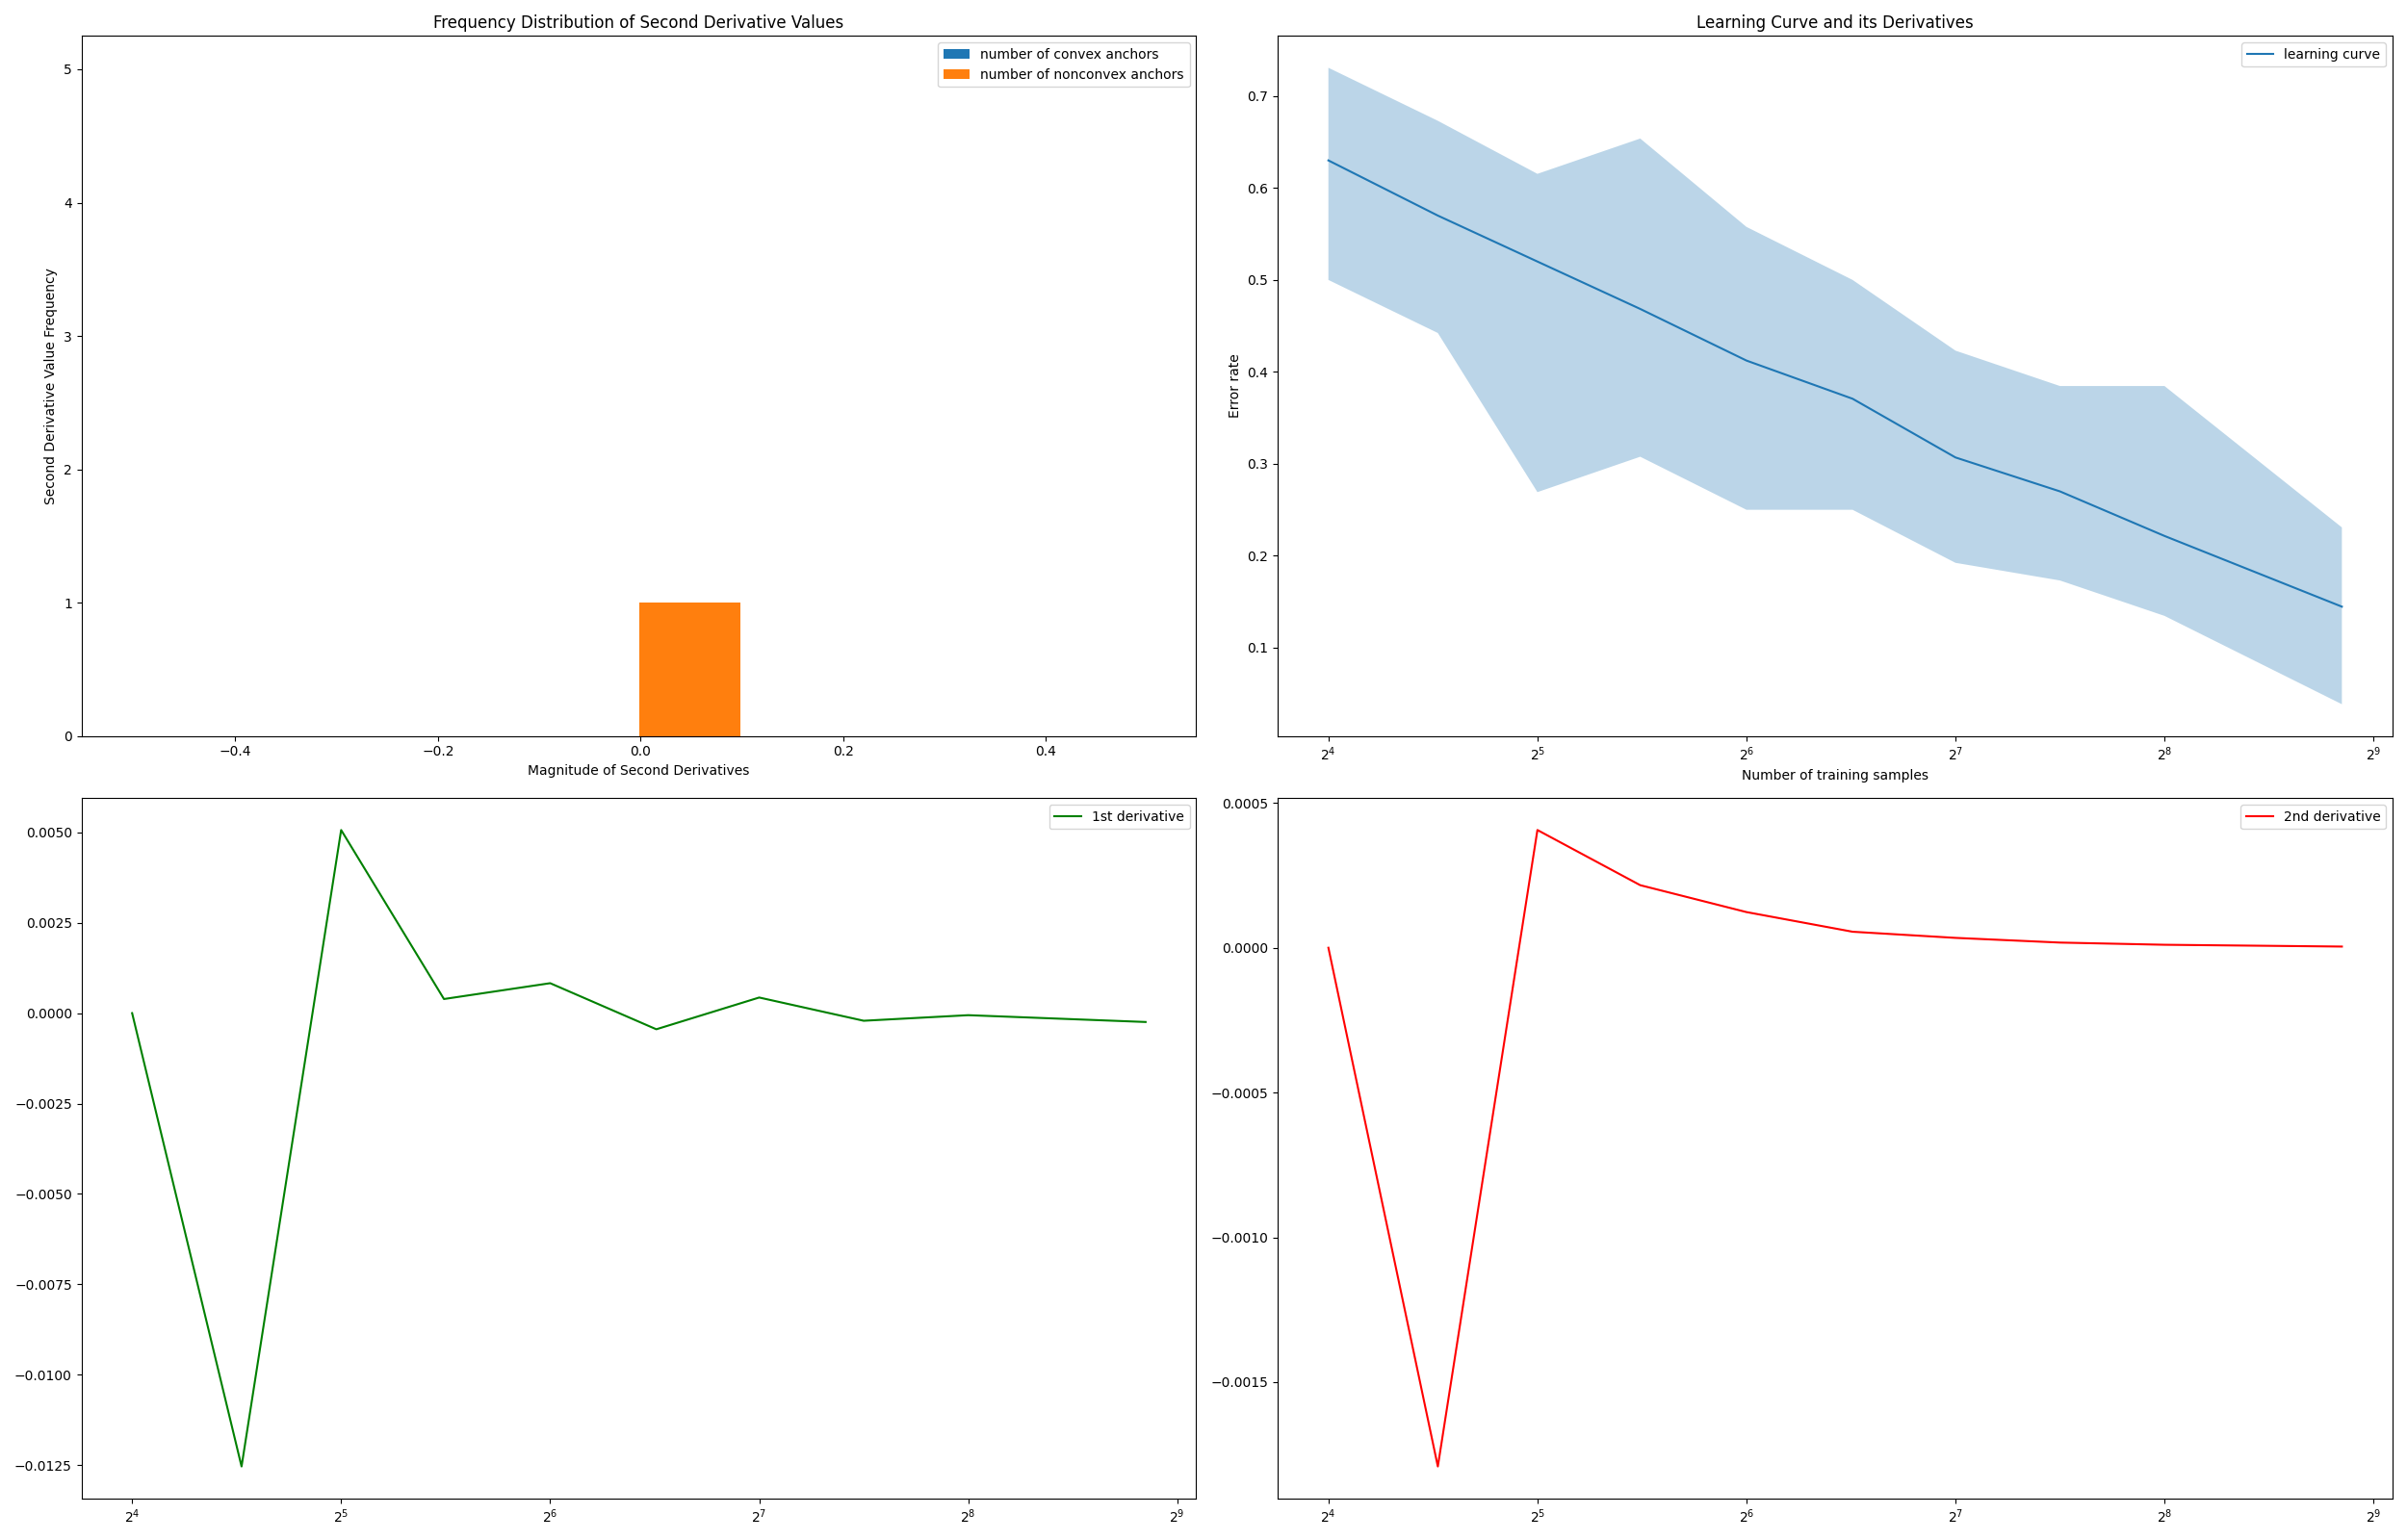 Frequency Distribution of Second Derivative Values
number of convex anchors
number of nonconvex anchors
5
4
3
2
1
0
Second Derivative Value Frequency
−0.4 −0.2 0.0 0.2 0.4
Magnitude of Second Derivatives
Learning Curve and its Derivatives
learning curve
0.7
0.6
0.5
0.4
0.3
0.2
0.1
Error rate
2⁴ 2⁵ 2⁶ 2⁷ 2⁸ 2⁹
Number of training samples
1st derivative
0.0050
0.0025
0.0000
−0.0025
−0.0050
−0.0075
−0.0100
−0.0125
2⁴ 2⁵ 2⁶ 2⁷ 2⁸ 2⁹
2nd derivative
0.0005
0.0000
−0.0005
−0.0010
−0.0015
2⁴ 2⁵ 2⁶ 2⁷ 2⁸ 2⁹